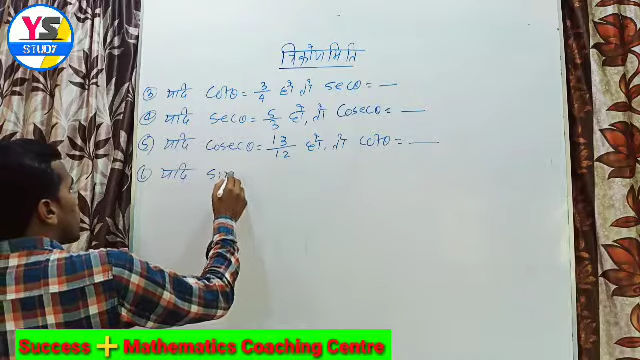 YS
STUDY
त्रिकोणमिति
③ यदि cotθ = 3/4 हो, तो secθ = —
④ यदि secθ = 5/3 हो, तो Cosecθ = —
⑤ यदि Cosecθ = 13/12 हो, तो cotθ = —
⑥ यदि sin
Success + Mathematics Coaching Centre